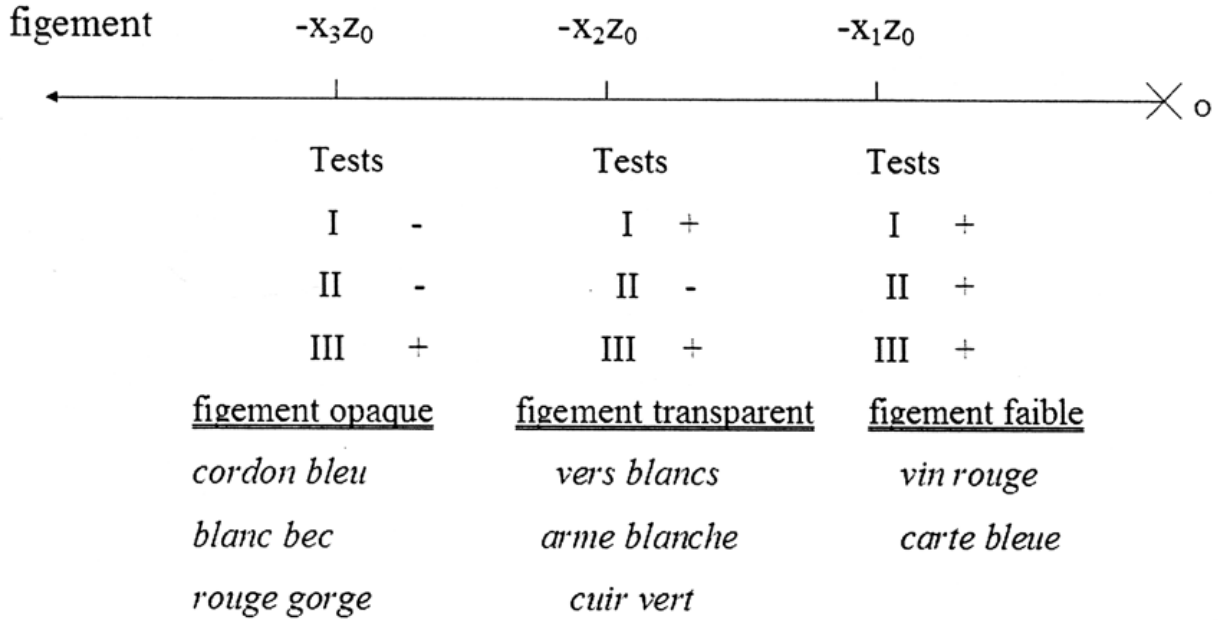 figement -x₃z₀ -x₂z₀ -x₁z₀
o
Tests Tests Tests
I - I + I +
II - II - II +
III + III + III +
figement opaque figement transparent figement faible
cordon bleu vers blancs vin rouge
blanc bec arme blanche carte bleue
rouge gorge cuir vert